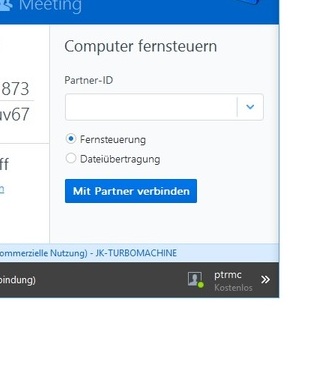 Meeting
Computer fernsteuern
Partner-ID
873
v67
Fernsteuerung
ff
Dateiübertragung
n
Mit Partner verbinden
ommerzielle Nutzung) - JK-TURBOMACHINE
bindung)
ptrmc
Kostenlos